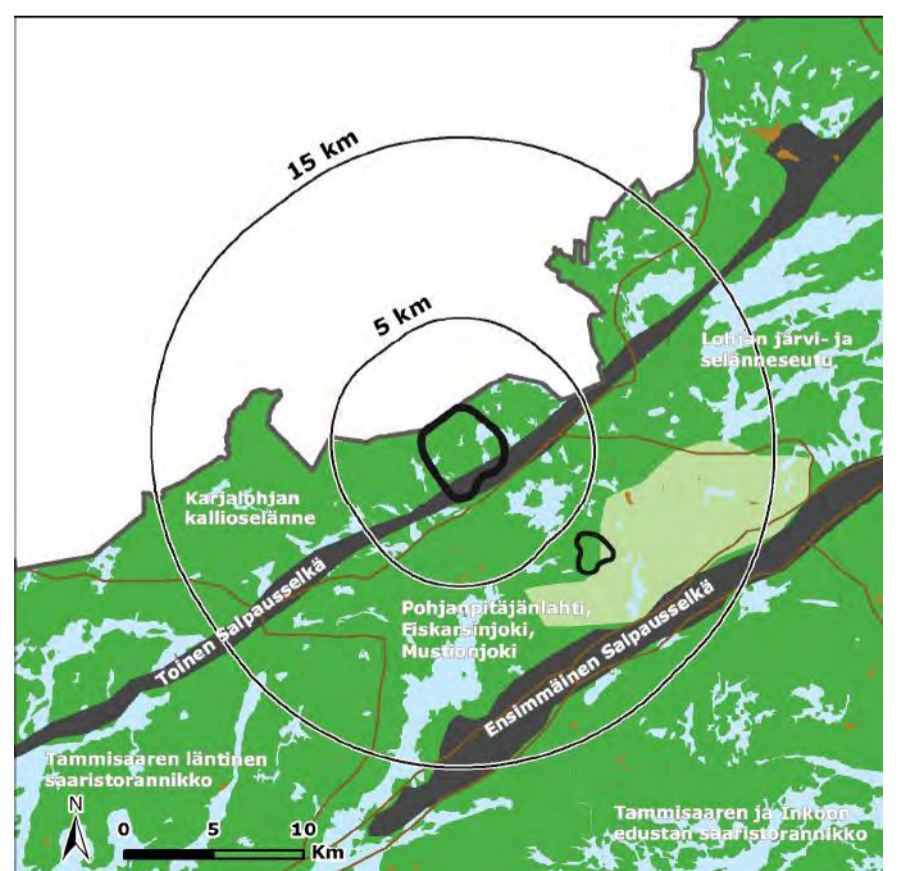 15 km
5 km
Lohjan järvi- ja
selänneseutu
Karjalohjan
kallioselänne
Toinen Salpausselkä
Pohjanpitäjänlahti,
Fiskarsinjoki,
Mustionjoki
Ensimmäinen Salpausselkä
Tammisaaren läntinen
saaristorannikko
Tammisaaren ja Inkoon
edustan saaristorannikko
N
0 5 10
Km